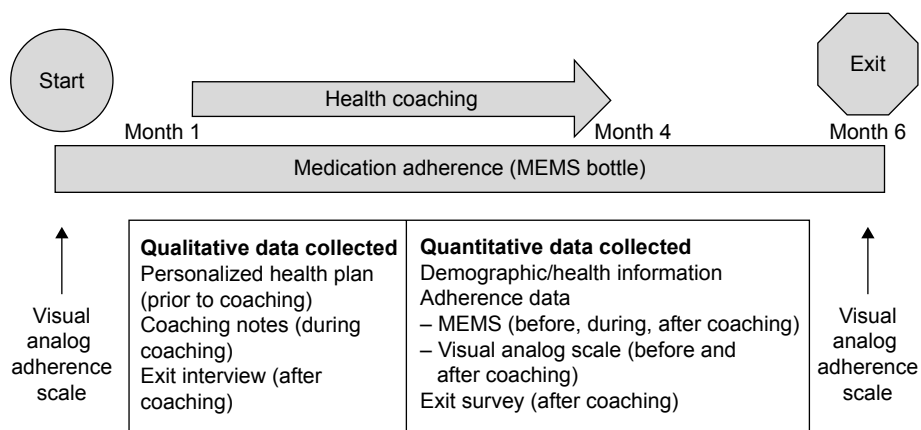 Start
Exit
Health coaching
Month 1
Month 4
Month 6
Medication adherence (MEMS bottle)
Visual
analog
adherence
scale
Qualitative data collected
Personalized health plan
(prior to coaching)
Coaching notes (during
coaching)
Exit interview (after
coaching)
Quantitative data collected
Demographic/health information
Adherence data
– MEMS (before, during, after coaching)
– Visual analog scale (before and
after coaching)
Exit survey (after coaching)
Visual
analog
adherence
scale